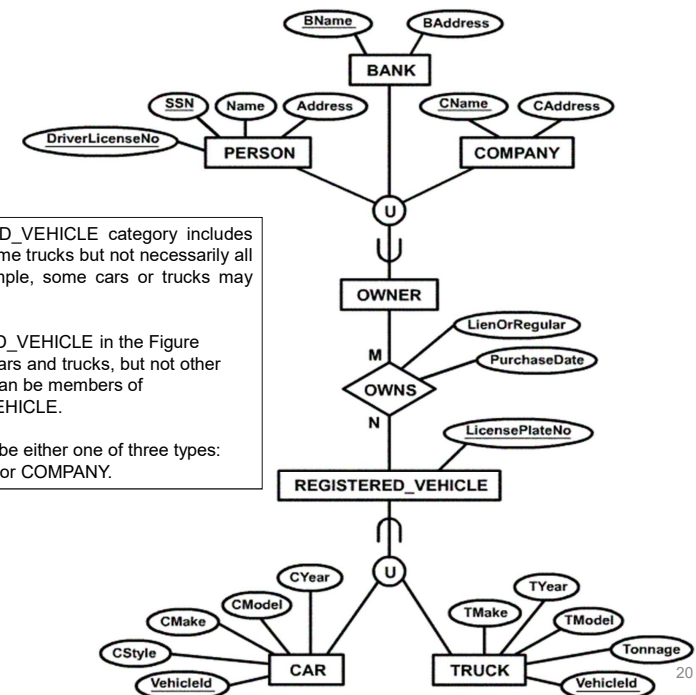 BName BAddress
BANK
SSN Name Address CName CAddress
DriverLicenseNo
PERSON COMPANY
U
D_VEHICLE category includes
me trucks but not necessarily all
mple, some cars or trucks may
OWNER
D_VEHICLE in the Figure
ars and trucks, but not other
an be members of
EHICLE.
be either one of three types:
or COMPANY.
LienOrRegular
M
PurchaseDate
OWNS
N
LicensePlateNo
REGISTERED_VEHICLE
U
CYear TYear
CModel TMake
CMake TModel
CStyle Tonnage
CAR TRUCK
VehicleId VehicleId
20